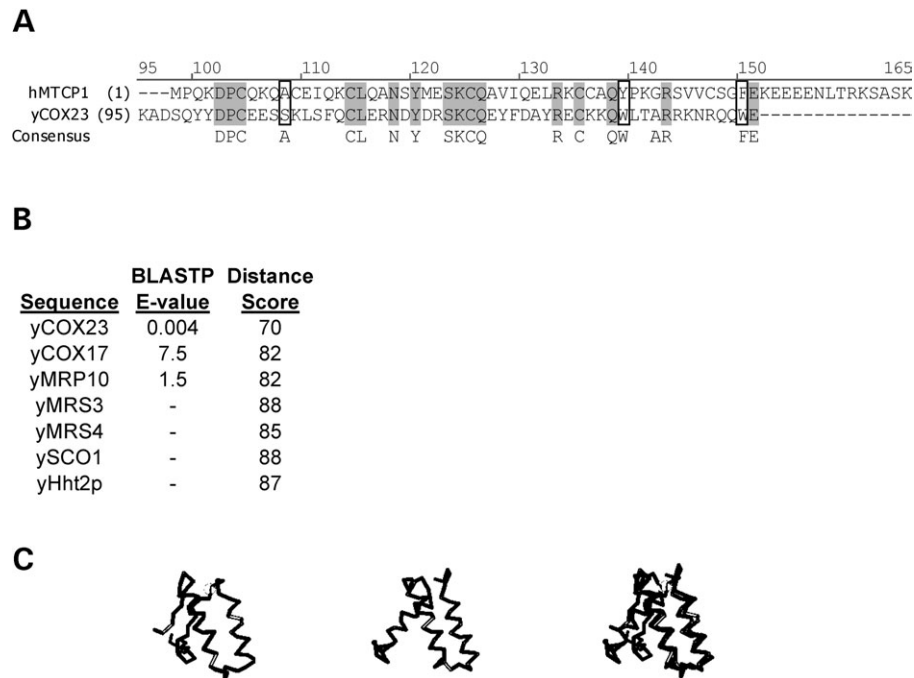 A
95 100 110 120 130 140 150 165
hMTCP1 (1) ---MPQKDPCQKQACEIQKCLQANSYMESKCQAVIQELRKCCAQYPKGRSVVCSGFEKEEEENLTRKSASK
yCOX23 (95) KADSQYYDPCEESSKLSFQCLERNDYDRSKCQEYFDAYRECKKQWLTARRKNRQQWE--------------
Consensus DPC A CL N Y SKCQ R C QW AR FE
B
BLASTP Distance
Sequence E-value Score
yCOX23 0.004 70
yCOX17 7.5 82
yMRP10 1.5 82
yMRS3 - 88
yMRS4 - 85
ySCO1 - 88
yHht2p - 87
C